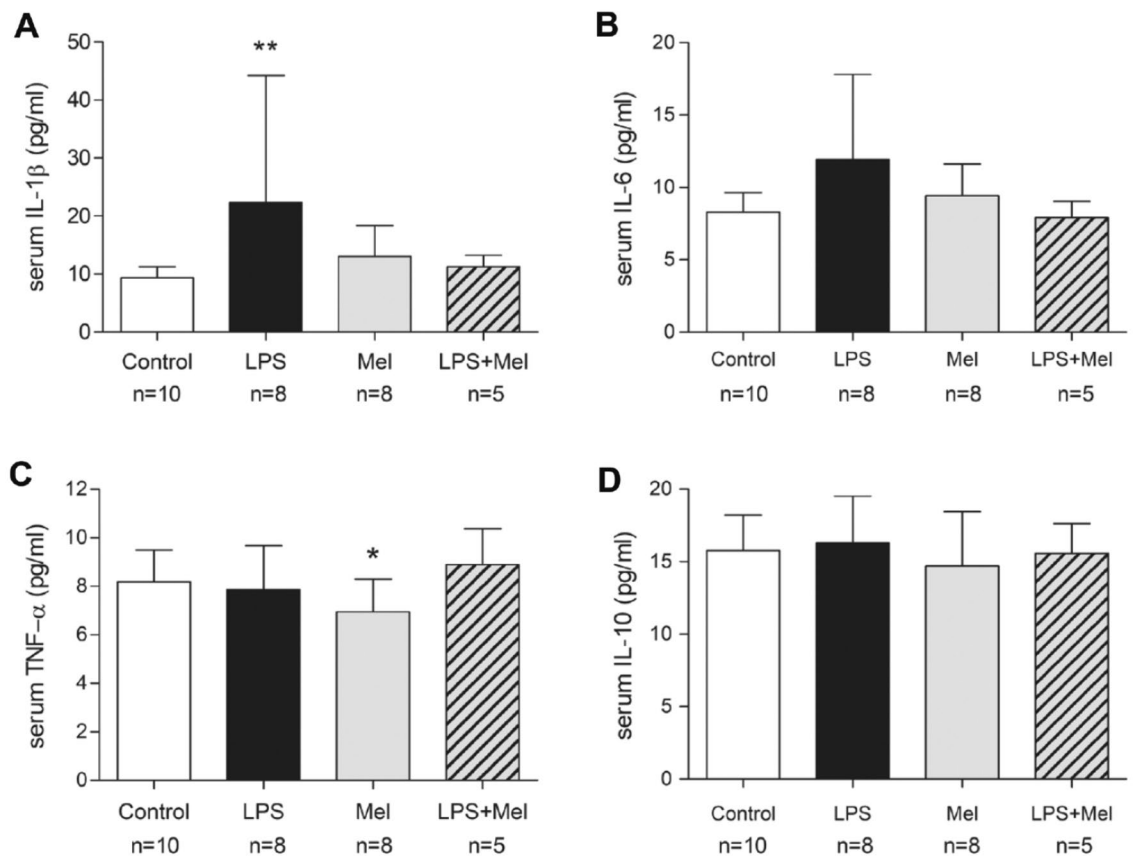 A
serum IL-1β (pg/ml)
50
40
30
20
10
0
**
Control LPS Mel LPS+Mel
n=10 n=8 n=8 n=5
B
serum IL-6 (pg/ml)
20
15
10
5
0
Control LPS Mel LPS+Mel
n=10 n=8 n=8 n=5
C
serum TNF–α (pg/ml)
12
10
8
6
4
2
0
*
Control LPS Mel LPS+Mel
n=10 n=8 n=8 n=5
D
serum IL-10 (pg/ml)
20
15
10
5
0
Control LPS Mel LPS+Mel
n=10 n=8 n=8 n=5